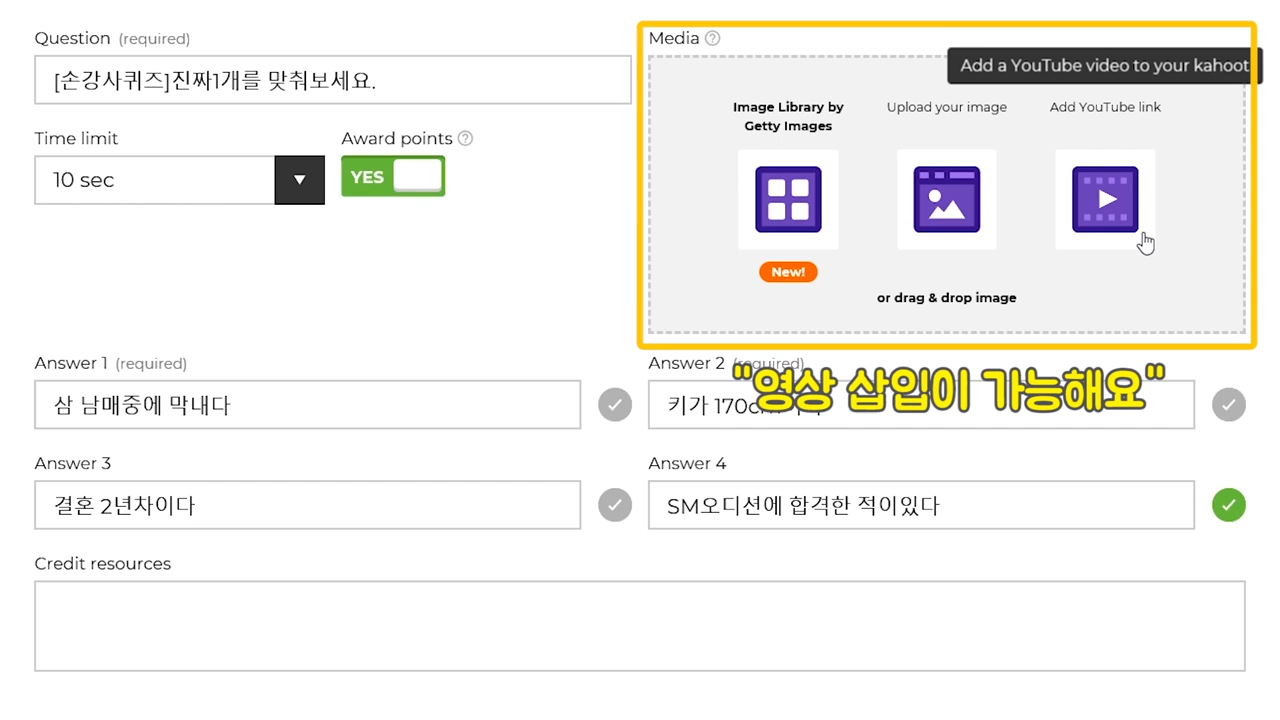 Question (required)
[손강사퀴즈]진짜1개를 맞춰보세요.
Time limit
10 sec
Award points ?
YES
Media ?
Add a YouTube video to your kahoot
Image Library by
Getty Images
Upload your image
Add YouTube link
New!
or drag & drop image
Answer 1 (required)
삼 남매중에 막내다
Answer 2 (required)
키가 170cm
"영상 삽입이 가능해요"
Answer 3
결혼 2년차이다
Answer 4
SM오디션에 합격한 적이있다
Credit resources